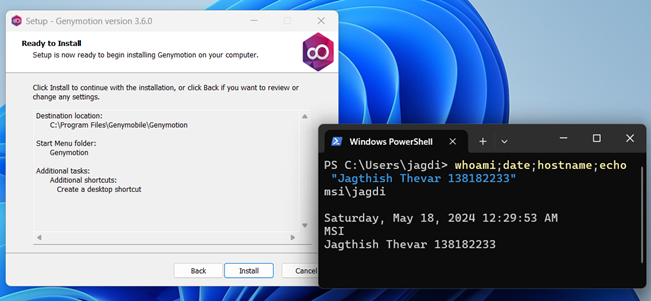 Setup - Genymotion version 3.6.0
Ready to Install
Setup is now ready to begin installing Genymotion on your computer.
Click Install to continue with the installation, or click Back if you want to review or
change any settings.
Destination location:
C:\Program Files\Genymobile\Genymotion
Start Menu folder:
Genymotion
Additional tasks:
Additional shortcuts:
Create a desktop shortcut
Back
Install
Cancel
Windows PowerShell
PS C:\Users\jagdi> whoami;date;hostname;echo
"Jagthish Thevar 138182233"
msi\jagdi
Saturday, May 18, 2024 12:29:53 AM
MSI
Jagthish Thevar 138182233